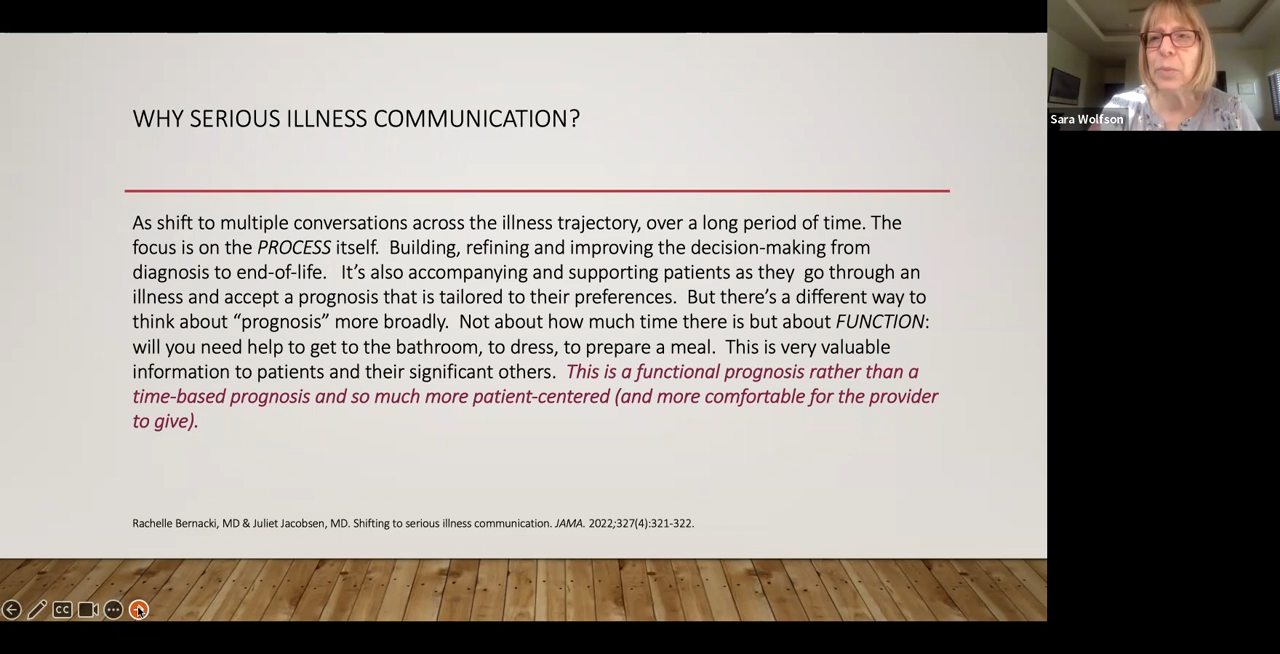 WHY SERIOUS ILLNESS COMMUNICATION?
As shift to multiple conversations across the illness trajectory, over a long period of time. The
focus is on the PROCESS itself. Building, refining and improving the decision-making from
diagnosis to end-of-life. It's also accompanying and supporting patients as they go through an
illness and accept a prognosis that is tailored to their preferences. But there's a different way to
think about “prognosis” more broadly. Not about how much time there is but about FUNCTION:
will you need help to get to the bathroom, to dress, to prepare a meal. This is very valuable
information to patients and their significant others. This is a functional prognosis rather than a
time-based prognosis and so much more patient-centered (and more comfortable for the provider
to give).
Rachelle Bernacki, MD & Juliet Jacobsen, MD. Shifting to serious illness communication. JAMA. 2022;327(4):321-322.
Sara Wolfson
CC